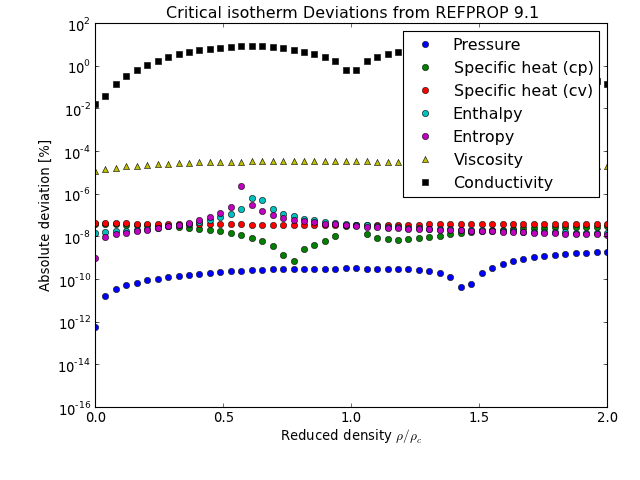 Critical isotherm Deviations from REFPROP 9.1
10^2
10^0
10^-2
10^-4
10^-6
10^-8
10^-10
10^-12
10^-14
10^-16
Absolute deviation [%]
Pressure
Specific heat (cp)
Specific heat (cv)
Enthalpy
Entropy
Viscosity
Conductivity
0.0 0.5 1.0 1.5 2.0
Reduced density ρ/ρ_c